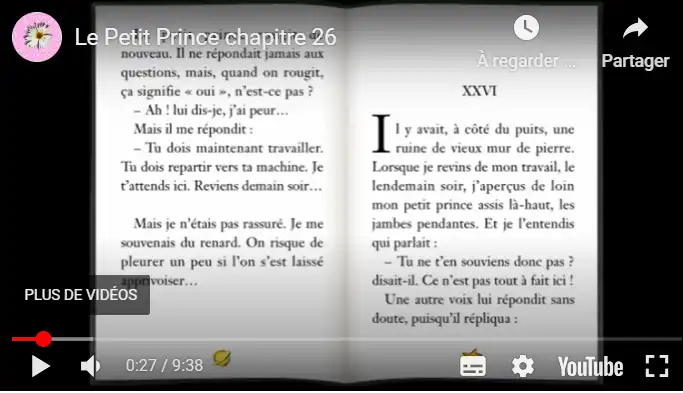 Le Petit Prince chapitre 26
À regarder ...
Partager
nouveau. Il ne répondait jamais aux
questions, mais, quand on rougit,
ça signifie « oui », n'est-ce pas ?
– Ah ! lui dis-je, j'ai peur...
Mais il me répondit :
– Tu dois maintenant travailler.
Tu dois repartir vers ta machine. Je
t'attends ici. Reviens demain soir...
Mais je n'étais pas rassuré. Je me
souvenais du renard. On risque de
pleurer un peu si l'on s'est laissé
apprivoiser...
XXVI
Il y avait, à côté du puits, une
ruine de vieux mur de pierre.
Lorsque je revins de mon travail, le
lendemain soir, j'aperçus de loin
mon petit prince assis là-haut, les
jambes pendantes. Et je l'entendis
qui parlait :
– Tu ne t'en souviens donc pas ?
disait-il. Ce n'est pas tout à fait ici !
Une autre voix lui répondit sans
doute, puisqu'il répliqua :
PLUS DE VIDÉOS
0:27 / 9:38
YouTube